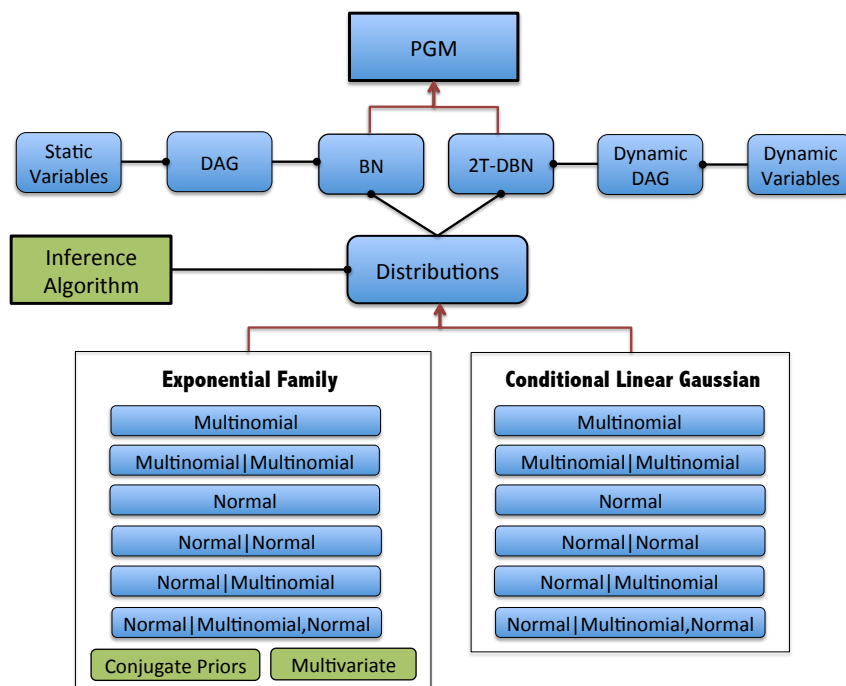 PGM
Static
Variables
DAG
BN
2T-DBN
Dynamic
DAG
Dynamic
Variables
Inference
Algorithm
Distributions
Exponential Family
Multinomial
Multinomial|Multinomial
Normal
Normal|Normal
Normal|Multinomial
Normal|Multinomial,Normal
Conjugate Priors
Multivariate
Conditional Linear Gaussian
Multinomial
Multinomial|Multinomial
Normal
Normal|Normal
Normal|Multinomial
Normal|Multinomial,Normal